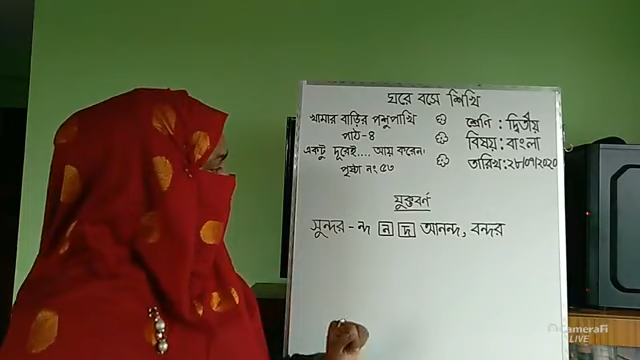 ঘরে বসে শিখি
খামার বাড়ির পশুপাখি
পাঠ-৪
একটু দূরেই.... আয় করেন।
পৃষ্ঠা নং ৫৩
শ্রেণি : দ্বিতীয়
বিষয় : বাংলা
তারিখ : ২৮/০৭/২০২০
যুক্তবর্ণ
সুন্দর - ন্দ ন দ আনন্দ, বন্দর
CameraFi
LIVE